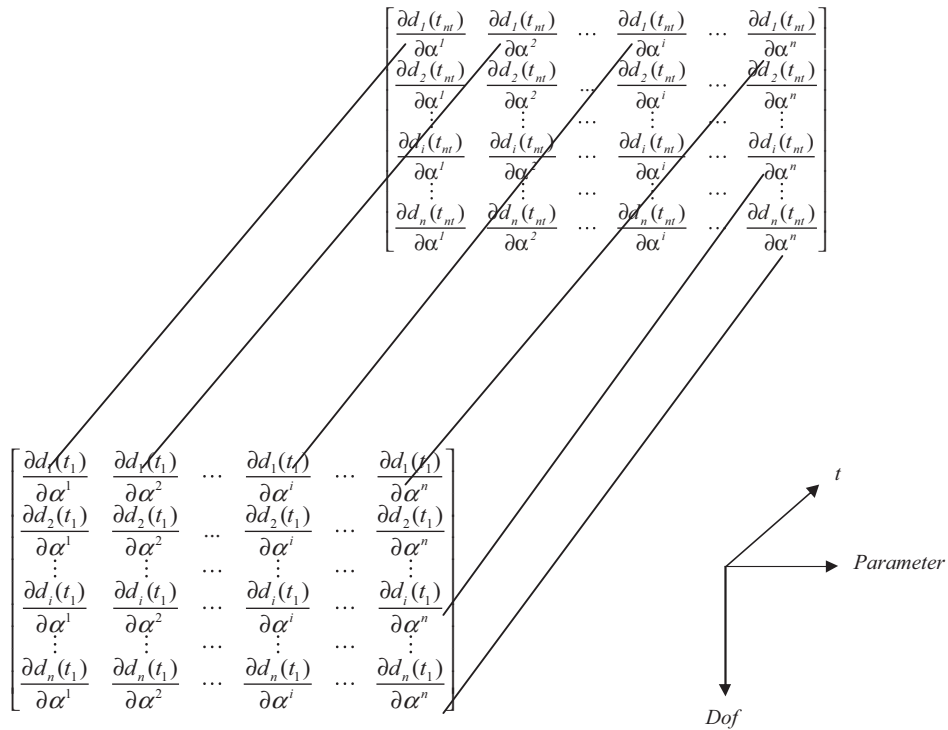 ∂d₁(tₙₜ)/∂α¹ ∂d₁(tₙₜ)/∂α² ... ∂d₁(tₙₜ)/∂αⁱ ... ∂d₁(tₙₜ)/∂αⁿ
∂d₂(tₙₜ)/∂α¹ ∂d₂(tₙₜ)/∂α² ... ∂d₂(tₙₜ)/∂αⁱ ... ∂d₂(tₙₜ)/∂αⁿ
⋮ ⋮ ... ⋮ ... ⋮
∂dᵢ(tₙₜ)/∂α¹ ∂dᵢ(tₙₜ)/∂α² ... ∂dᵢ(tₙₜ)/∂αⁱ ... ∂dᵢ(tₙₜ)/∂αⁿ
⋮ ⋮ ... ⋮ ... ⋮
∂dₙ(tₙₜ)/∂α¹ ∂dₙ(tₙₜ)/∂α² ... ∂dₙ(tₙₜ)/∂αⁱ ... ∂dₙ(tₙₜ)/∂αⁿ
∂d₁(t₁)/∂α¹ ∂d₁(t₁)/∂α² ... ∂d₁(t₁)/∂αⁱ ... ∂d₁(t₁)/∂αⁿ
∂d₂(t₁)/∂α¹ ∂d₂(t₁)/∂α² ... ∂d₂(t₁)/∂αⁱ ... ∂d₂(t₁)/∂αⁿ
⋮ ⋮ ... ⋮ ... ⋮
∂dᵢ(t₁)/∂α¹ ∂dᵢ(t₁)/∂α² ... ∂dᵢ(t₁)/∂αⁱ ... ∂dᵢ(t₁)/∂αⁿ
⋮ ⋮ ... ⋮ ... ⋮
∂dₙ(t₁)/∂α¹ ∂dₙ(t₁)/∂α² ... ∂dₙ(t₁)/∂αⁱ ... ∂dₙ(t₁)/∂αⁿ
t
Parameter
Dof